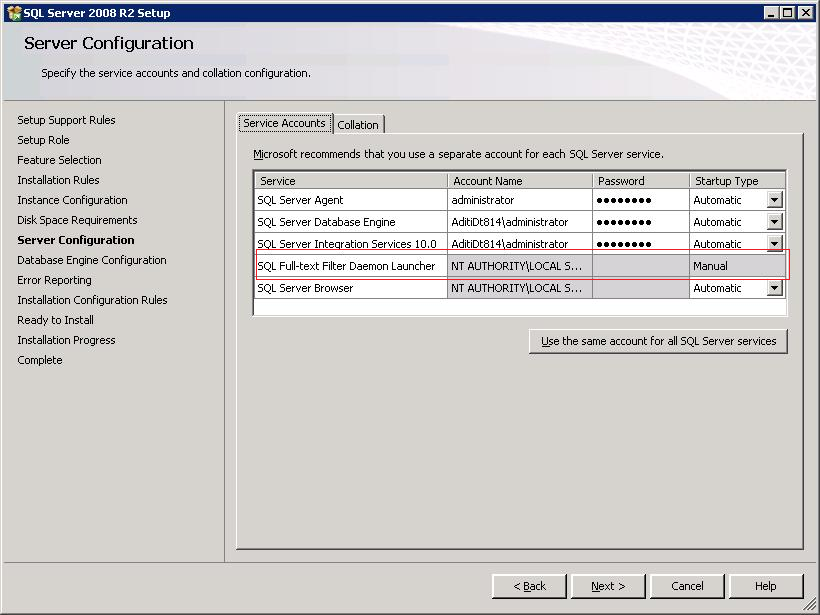 SQL Server 2008 R2 Setup
Server Configuration
Specify the service accounts and collation configuration.
Setup Support Rules
Setup Role
Feature Selection
Installation Rules
Instance Configuration
Disk Space Requirements
Server Configuration
Database Engine Configuration
Error Reporting
Installation Configuration Rules
Ready to Install
Installation Progress
Complete
Service Accounts Collation
Microsoft recommends that you use a separate account for each SQL Server service.
Service Account Name Password Startup Type
SQL Server Agent administrator ●●●●●●●● Automatic
SQL Server Database Engine AditiDt814\administrator ●●●●●●●● Automatic
SQL Server Integration Services 10.0 AditiDt814\administrator ●●●●●●●● Automatic
SQL Full-text Filter Daemon Launcher NT AUTHORITY\LOCAL S... Manual
SQL Server Browser NT AUTHORITY\LOCAL S... Automatic
Use the same account for all SQL Server services
< Back Next > Cancel Help